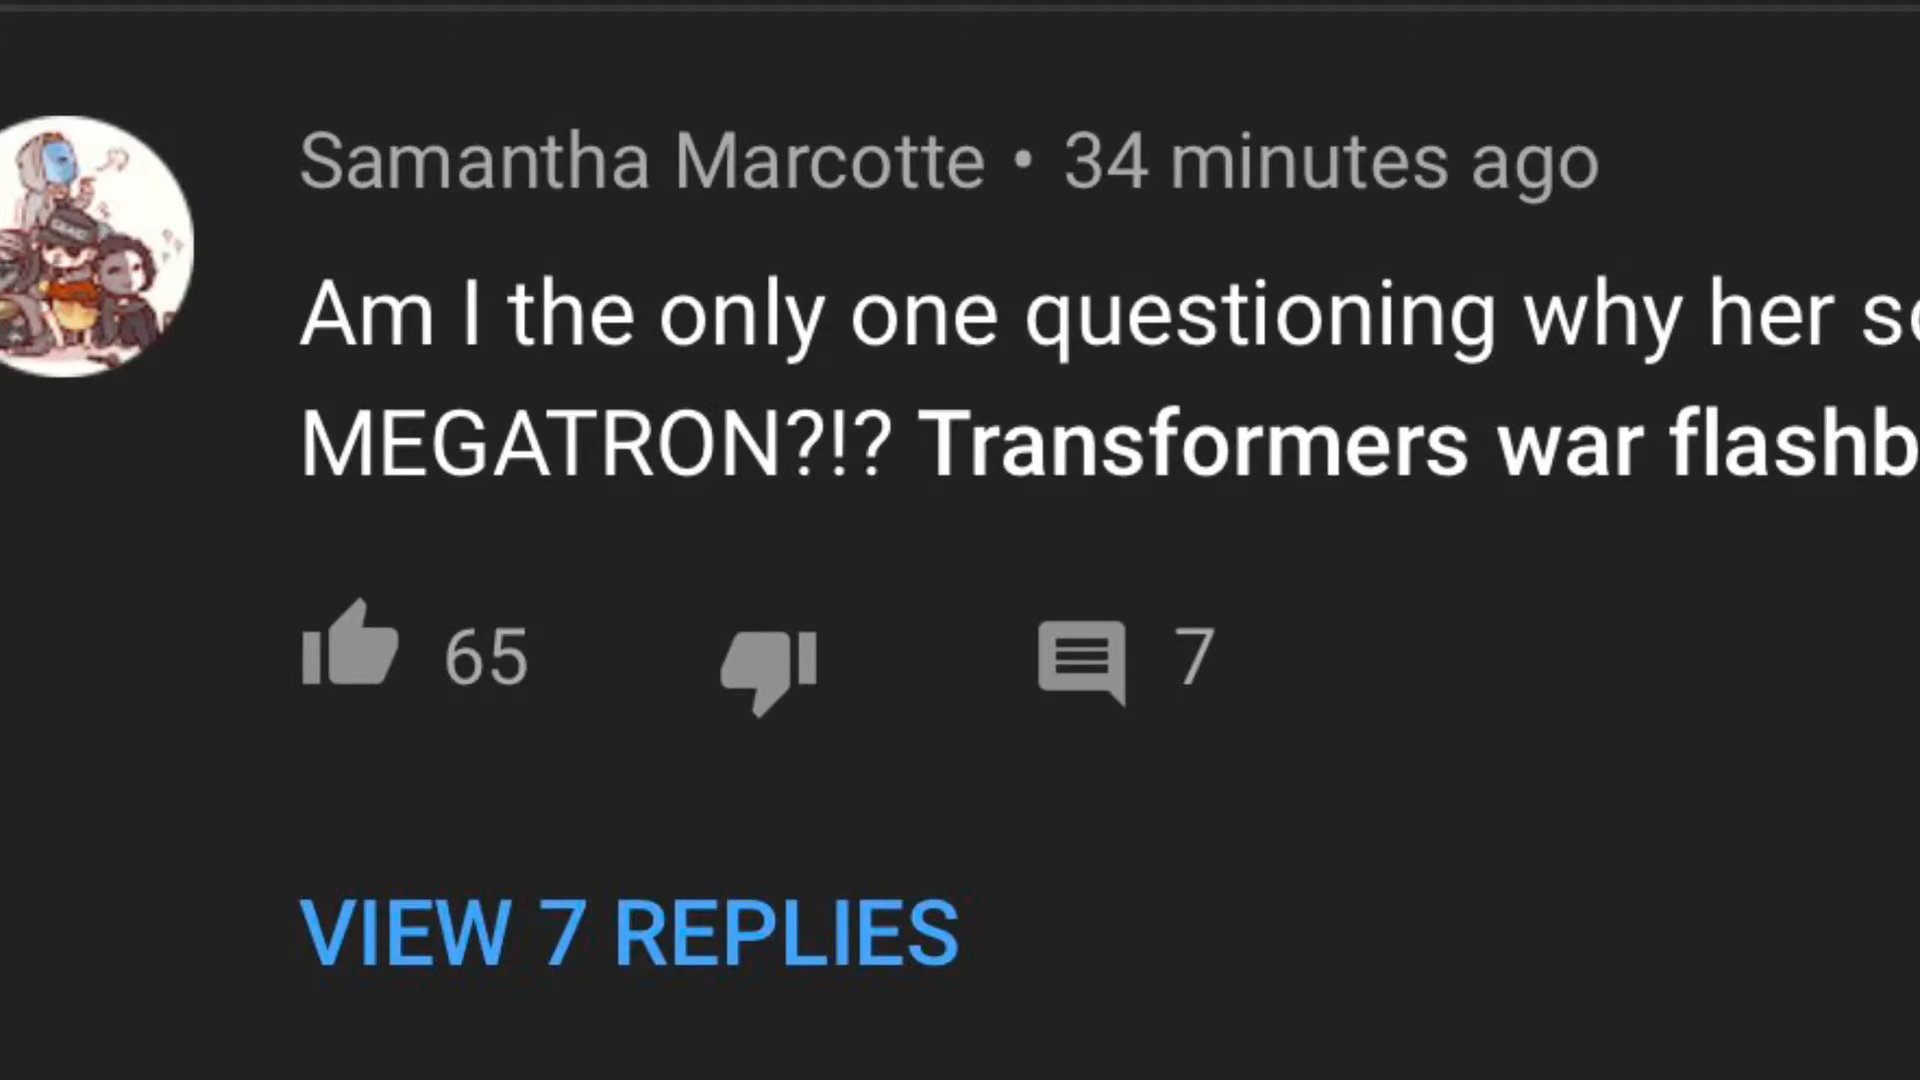 Samantha Marcotte • 34 minutes ago
Am I the only one questioning why her
MEGATRON?!? Transformers war
65 7
VIEW 7 REPLIES